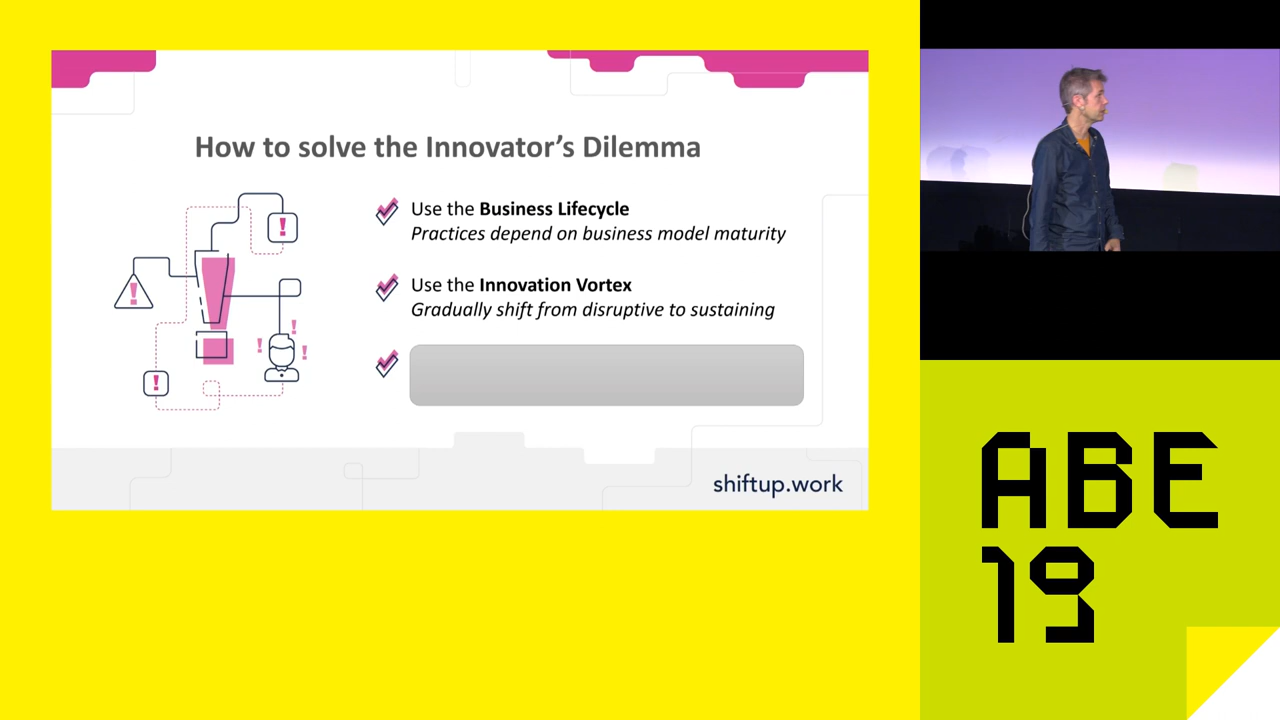 How to solve the Innovator's Dilemma
Use the Business Lifecycle
Practices depend on business model maturity
Use the Innovation Vortex
Gradually shift from disruptive to sustaining
shiftup.work
ABE
19